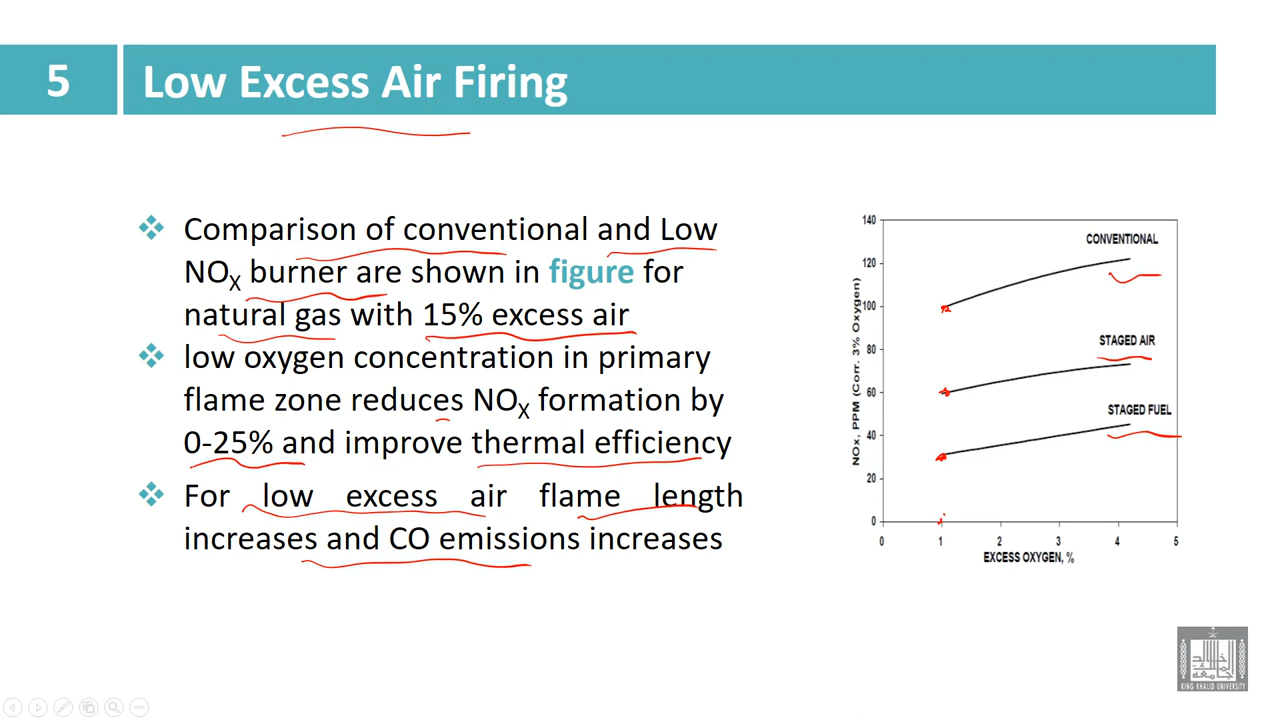 5
Low Excess Air Firing
Comparison of conventional and Low
NOX burner are shown in figure for
natural gas with 15% excess air
low oxygen concentration in primary
flame zone reduces NOX formation by
0-25% and improve thermal efficiency
For low excess air flame length
increases and CO emissions increases
NOx, PPM (Corr. 3% Oxygen)
140
120
100
80
60
40
20
0
CONVENTIONAL
STAGED AIR
STAGED FUEL
0 1 2 3 4 5
EXCESS OXYGEN, %
KING KHALID UNIVERSITY